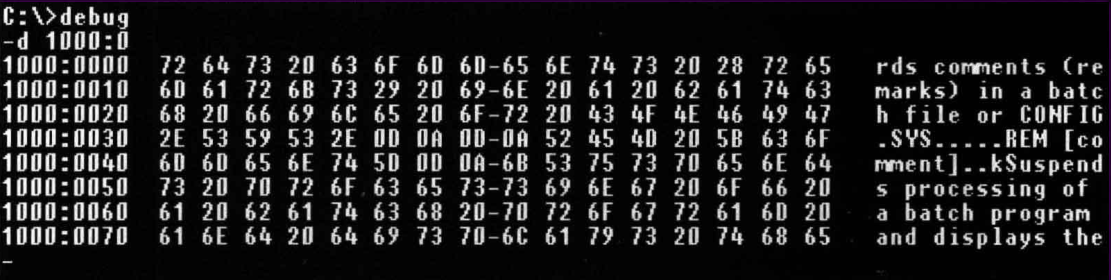 C:\>debug
-d 1000:0
1000:0000 72 64 73 20 63 6F 6D 6D-65 6E 74 73 20 28 72 65 rds comments (re
1000:0010 6D 61 72 6B 73 29 20 69-6E 20 61 20 62 61 74 63 marks) in a batc
1000:0020 68 20 66 69 6C 65 20 6F-72 20 43 4F 4E 46 49 47 h file or CONFIG
1000:0030 2E 53 59 53 2E 0D 0A 0D-0A 52 45 4D 20 5B 63 6F .SYS.....REM [co
1000:0040 6D 6D 65 6E 74 5D 0D 0A-6B 53 75 73 70 65 6E 64 mment]..kSuspend
1000:0050 73 20 70 72 6F 63 65 73-73 69 6E 67 20 6F 66 20 s processing of
1000:0060 61 20 62 61 74 63 68 20-70 72 6F 67 72 61 6D 20 a batch program
1000:0070 61 6E 64 20 64 69 73 70-6C 61 79 73 20 74 68 65 and displays the
-